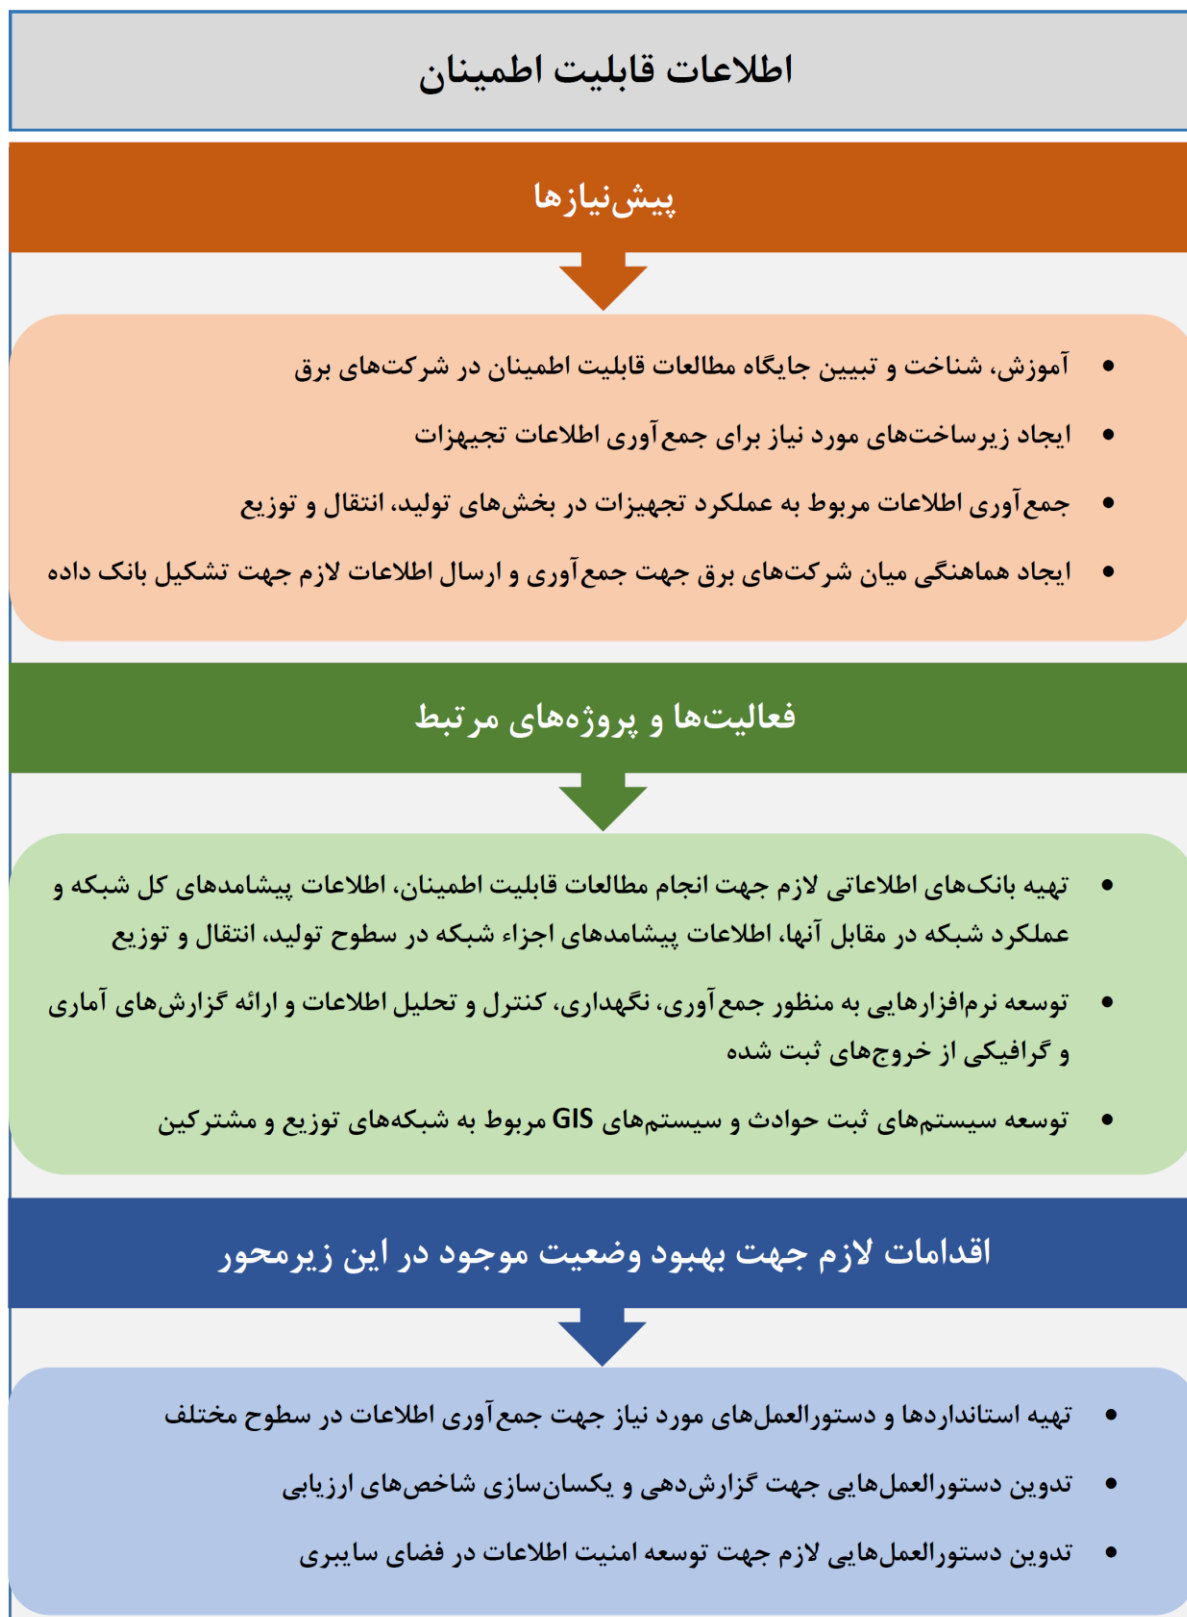 اطلاعات قابلیت اطمینان
پیش‌نیازها
• آموزش، شناخت و تبیین جایگاه مطالعات قابلیت اطمینان در شرکت‌های برق
• ایجاد زیرساخت‌های مورد نیاز برای جمع‌آوری اطلاعات تجیهزات
• جمع‌آوری اطلاعات مربوط به عملکرد تجهیزات در بخش‌های تولید، انتقال و توزیع
• ایجاد هماهنگی میان شرکت‌های برق جهت جمع‌آوری و ارسال اطلاعات لازم جهت تشکیل بانک داده
فعالیت‌ها و پروژه‌های مرتبط
• تهیه بانک‌های اطلاعاتی لازم جهت انجام مطالعات قابلیت اطمینان، اطلاعات پیشامدهای کل شبکه و
عملکرد شبکه در مقابل آنها، اطلاعات پیشامدهای اجزاء شبکه در سطوح تولید، انتقال و توزیع
• توسعه نرم‌افزارهایی به منظور جمع‌آوری، نگهداری، کنترل و تحلیل اطلاعات و ارائه گزارش‌های آماری
و گرافیکی از خروج‌های ثبت شده
• توسعه سیستم‌های ثبت حوادث و سیستم‌های GIS مربوط به شبکه‌های توزیع و مشترکین
اقدامات لازم جهت بهبود وضعیت موجود در این زیرمحور
• تهیه استانداردها و دستورالعمل‌های مورد نیاز جهت جمع‌آوری اطلاعات در سطوح مختلف
• تدوین دستورالعمل‌هایی جهت گزارش‌دهی و یکسان‌سازی شاخص‌های ارزیابی
• تدوین دستورالعمل‌هایی لازم جهت توسعه امنیت اطلاعات در فضای سایبری